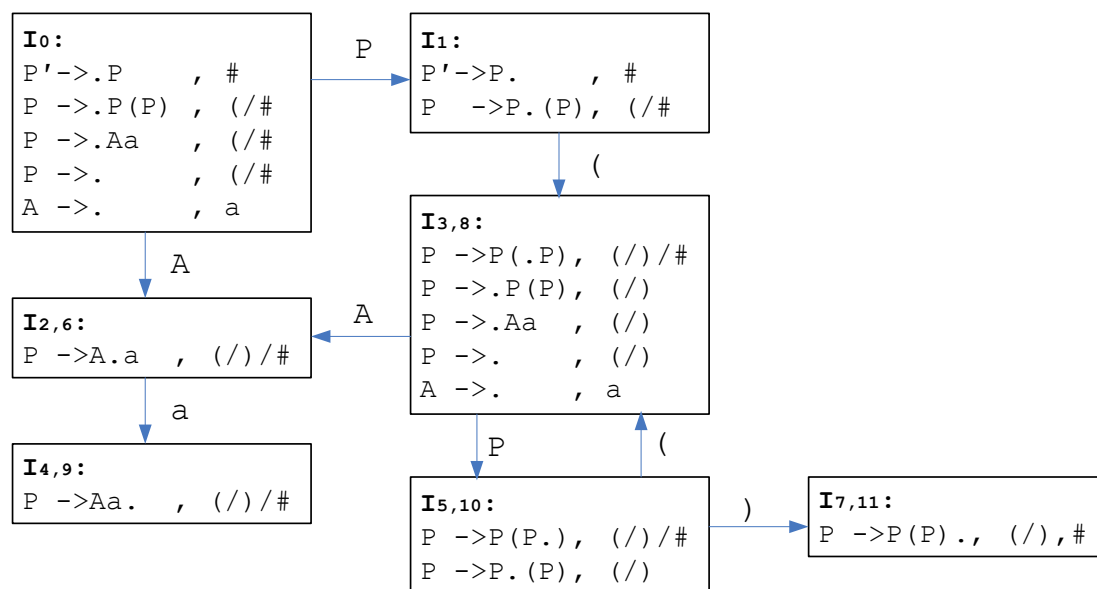 I0:
P'->.P , #
P ->.P(P) , (/#
P ->.Aa , (/#
P ->. , (/#
A ->. , a
P
I1:
P'->P. , #
P ->P.(P), (/#
(
A
I3,8:
P ->P(.P), (/)/#
P ->.P(P), (/)
P ->.Aa , (/)
P ->. , (/)
A ->. , a
A
I2,6:
P ->A.a , (/)/#
a
P
(
I4,9:
P ->Aa. , (/)/#
I5,10:
P ->P(P.), (/)/#
P ->P.(P), (/)
)
I7,11:
P ->P(P)., (/),#